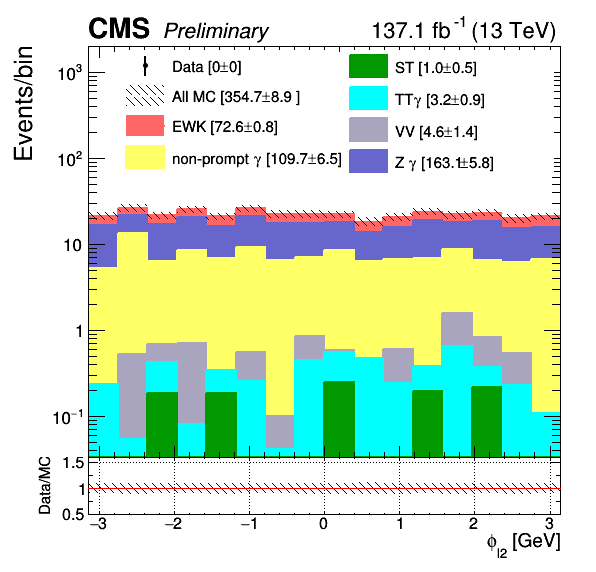 CMS Preliminary 137.1 fb⁻¹ (13 TeV)
Events/bin
10³
10²
10
1
10⁻¹
Data [0±0]
All MC [354.7±8.9 ]
EWK [72.6±0.8]
non-prompt γ [109.7±6.5]
ST [1.0±0.5]
TTγ [3.2±0.9]
VV [4.6±1.4]
Z γ [163.1±5.8]
Data/MC
1.5
1
0.5
−3 −2 −1 0 1 2 3
ϕ_l2 [GeV]